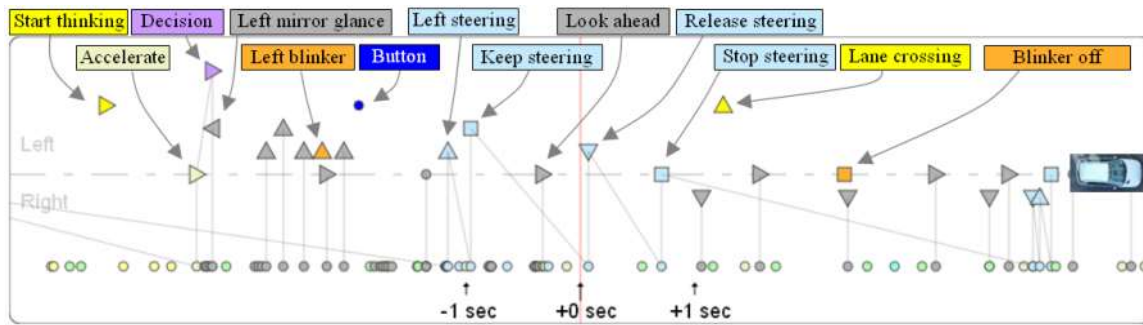 Start thinking
Decision
Left mirror glance
Left steering
Look ahead
Release steering
Accelerate
Left blinker
Button
Keep steering
Stop steering
Lane crossing
Blinker off
Left
Right
-1 sec
+0 sec
+1 sec